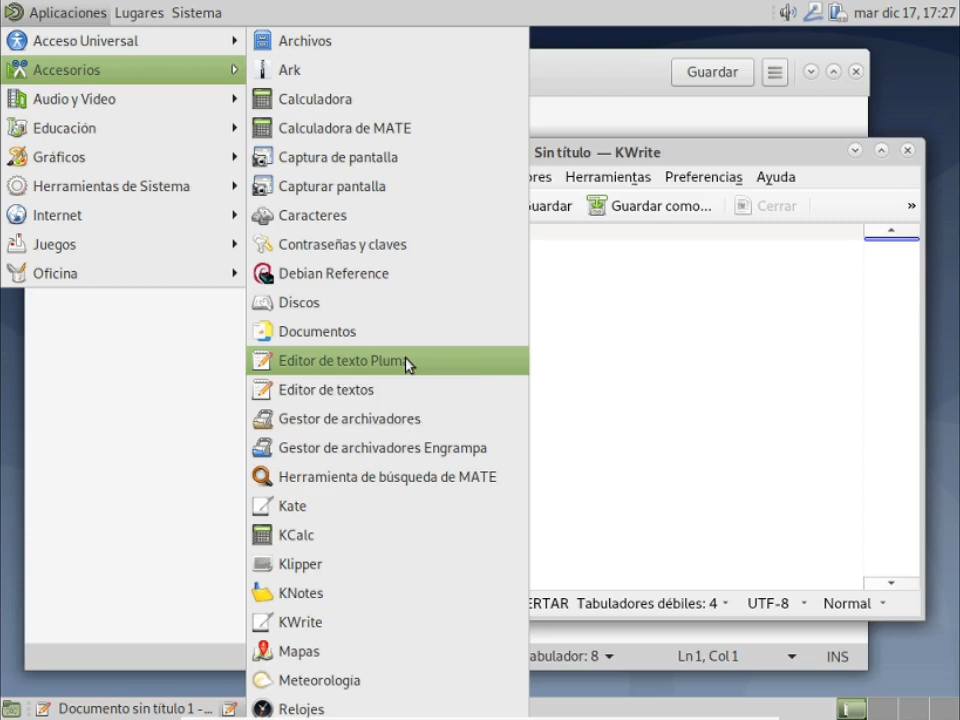 Aplicaciones Lugares Sistema
mar dic 17, 17:27
Acceso Universal
Accesorios
Audio y Video
Educación
Gráficos
Herramientas de Sistema
Internet
Juegos
Oficina
Archivos
Ark
Calculadora
Calculadora de MATE
Captura de pantalla
Capturar pantalla
Caracteres
Contraseñas y claves
Debian Reference
Discos
Documentos
Editor de texto Pluma
Editor de textos
Gestor de archivadores
Gestor de archivadores Engrampa
Herramienta de búsqueda de MATE
Kate
KCalc
Klipper
KNotes
KWrite
Mapas
Meteorología
Relojes
Guardar
Sin título — KWrite
ores Herramientas Preferencias Ayuda
uardar Guardar como... Cerrar »
ERTAR Tabuladores débiles: 4 UTF-8 Normal
abulador: 8 Ln 1, Col 1 INS
Documento sin título 1 -...